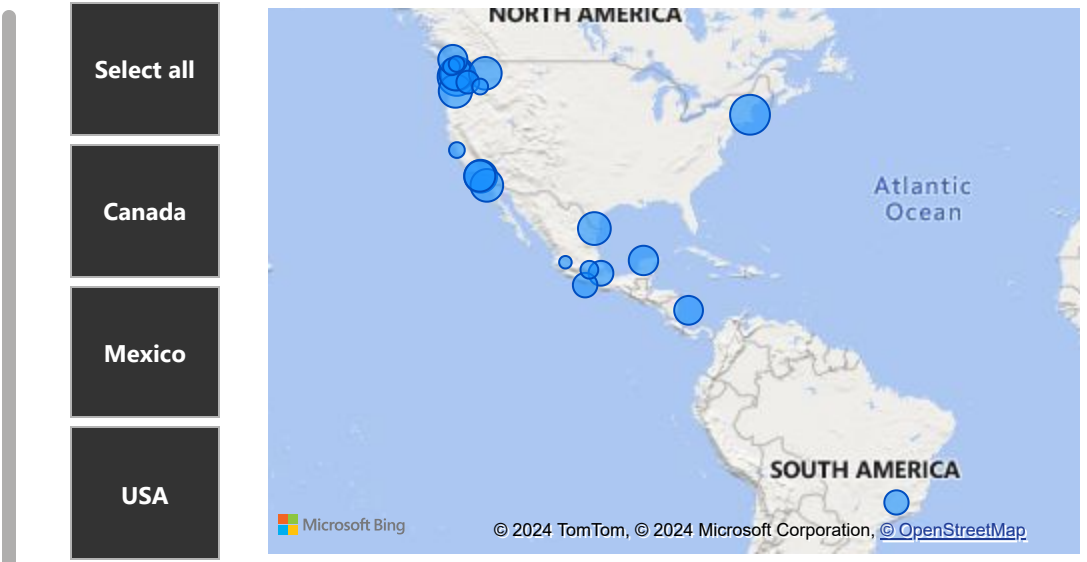 Select all
Canada
Mexico
USA
NORTH AMERICA
Atlantic
Ocean
SOUTH AMERICA
Microsoft Bing
© 2024 TomTom, © 2024 Microsoft Corporation, © OpenStreetMap